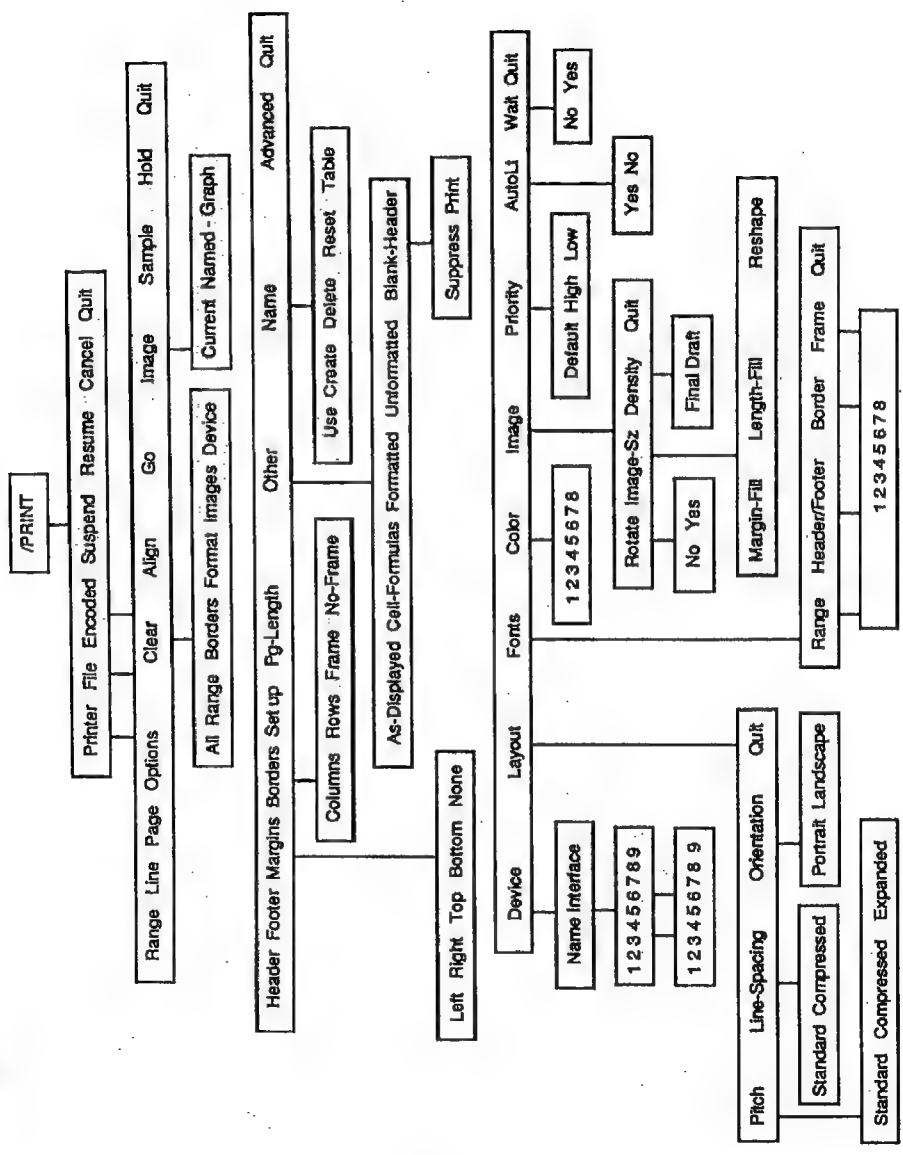 /PRINT
Printer File Encoded Suspend Resume Cancel Quit
Range Line Page Options Clear Align Go Image Sample Hold Quit
All Range Borders Format Images Device
Current Named-Graph
Header Footer Margins Borders Set up Pg-Length Other Name Advanced Quit
Columns Rows Frame No-Frame
Use Create Delete Reset Table
As-Displayed Cell-Formulas Formatted Unformatted Blank-Header
Left Right Top Bottom None
Suppress Print
Device Layout Fonts Color Image Priority AutoLt Wait Quit
Name Interface
1 2 3 4 5 6 7 8
Default High Low
No Yes
1 2 3 4 5 6 7 8 9
Rotate Image-Sz Density Quit
Yes No
1 2 3 4 5 6 7 8 9
No Yes
Final Draft
Pitch Line-Spacing Orientation Quit
Margin-Fill Length-Fill Reshape
Standard Compressed
Portrait Landscape
Range Header/Footer Border Frame Quit
Standard Compressed Expanded
1 2 3 4 5 6 7 8